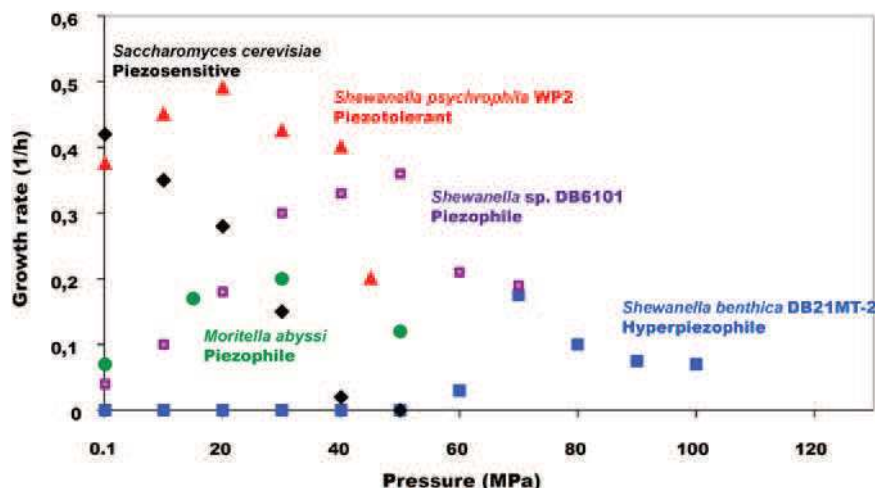 0,6
Saccharomyces cerevisiae
Piezosensitive
0,5
Shewanella psychrophila WP2
Piezotolerant
0,4
Growth rate (1/h)
0,3
Shewanella sp. DB6101
Piezophile
0,2
Shewanella benthica DB21MT-2
Hyperpiezophile
Moritella abyssi
Piezophile
0,1
0
0.1 20 40 60 80 100 120
Pressure (MPa)